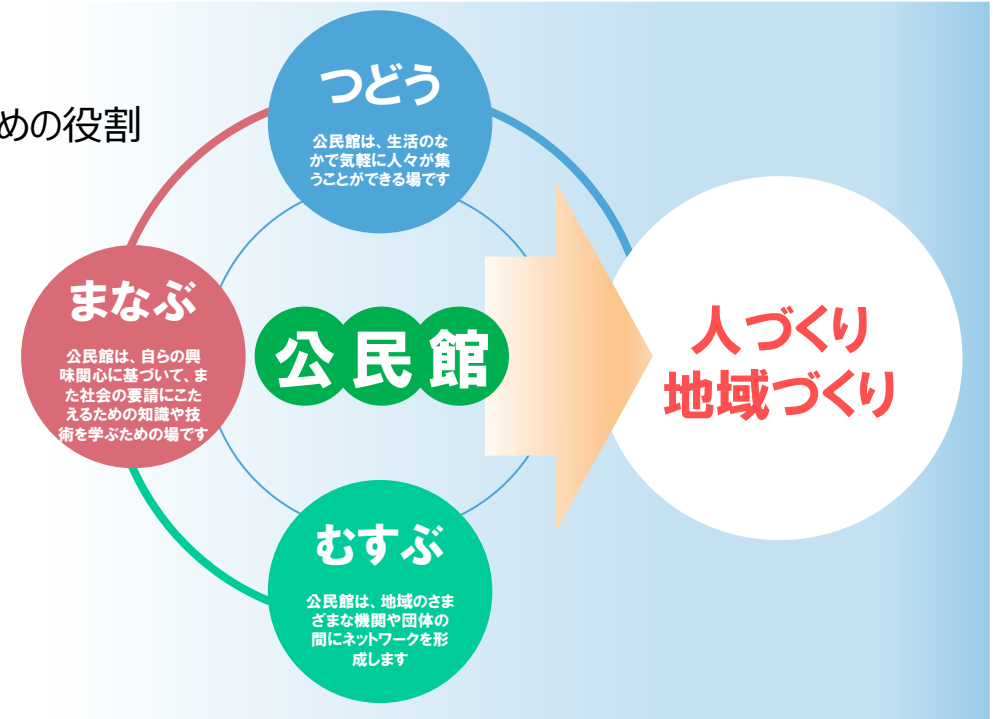 めの役割
つどう
公民館は、生活のな
かで気軽に人々が集
うことができる場です
まなぶ
公民館は、自らの興
味関心に基づいて、ま
た社会の要請にこた
えるための知識や技
術を学ぶための場です
公民館
人づくり
地域づくり
むすぶ
公民館は、地域のさま
ざまな機関や団体の
間にネットワークを形
成します